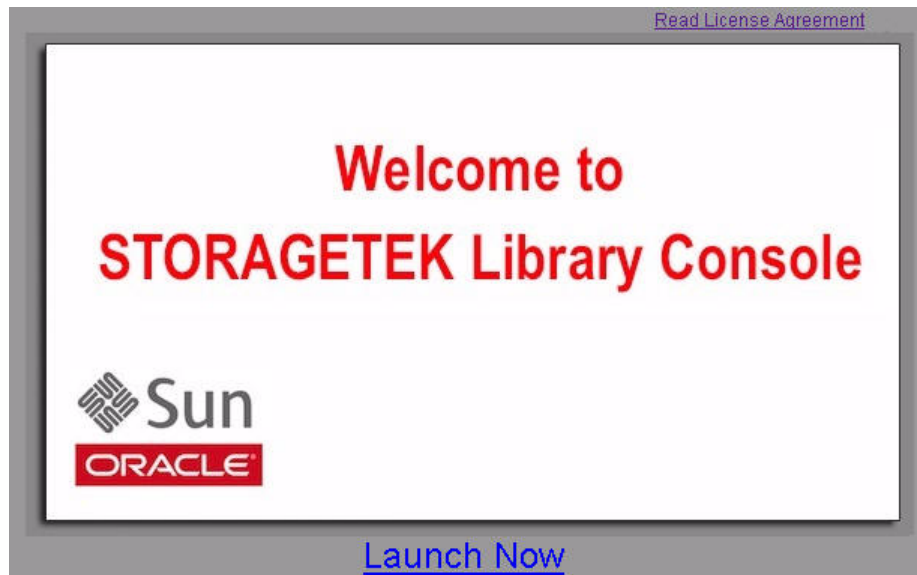 Read License Agreement
Welcome to
STORAGETEK Library Console
Sun
ORACLE
Launch Now